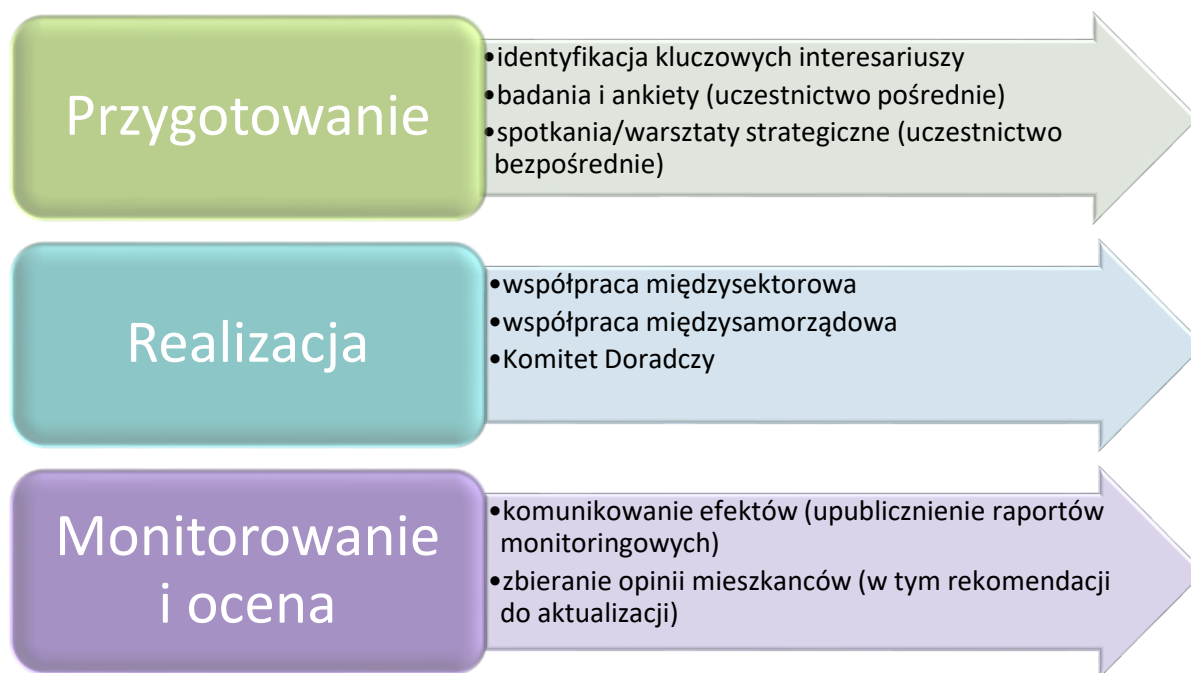 Przygotowanie
•identyfikacja kluczowych interesariuszy
•badania i ankiety (uczestnictwo pośrednie)
•spotkania/warsztaty strategiczne (uczestnictwo
bezpośrednie)
Realizacja
•współpraca międzysektorowa
•współpraca międzysamorządowa
•Komitet Doradczy
Monitorowanie
i ocena
•komunikowanie efektów (upublicznienie raportów
monitoringowych)
•zbieranie opinii mieszkanców (w tym rekomendacji
do aktualizacji)